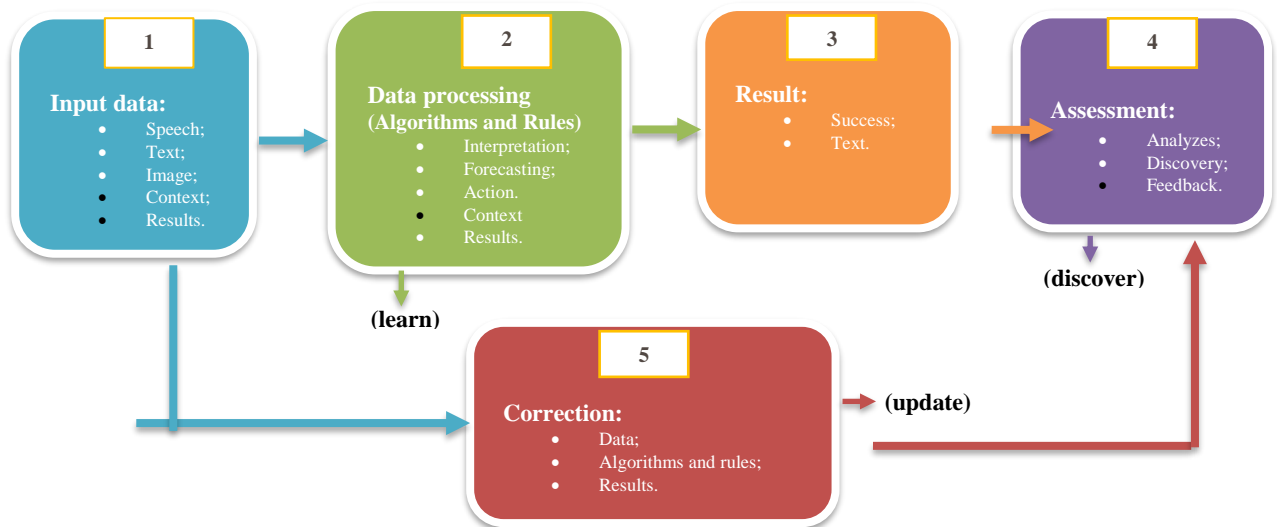 1
Input data:
Speech;
Text;
Image;
Context;
Results.
2
Data processing
(Algorithms and Rules)
Interpretation;
Forecasting;
Action.
Context
Results.
(learn)
3
Result:
Success;
Text.
4
Assessment:
Analyzes;
Discovery;
Feedback.
(discover)
5
Correction:
Data;
Algorithms and rules;
Results.
(update)